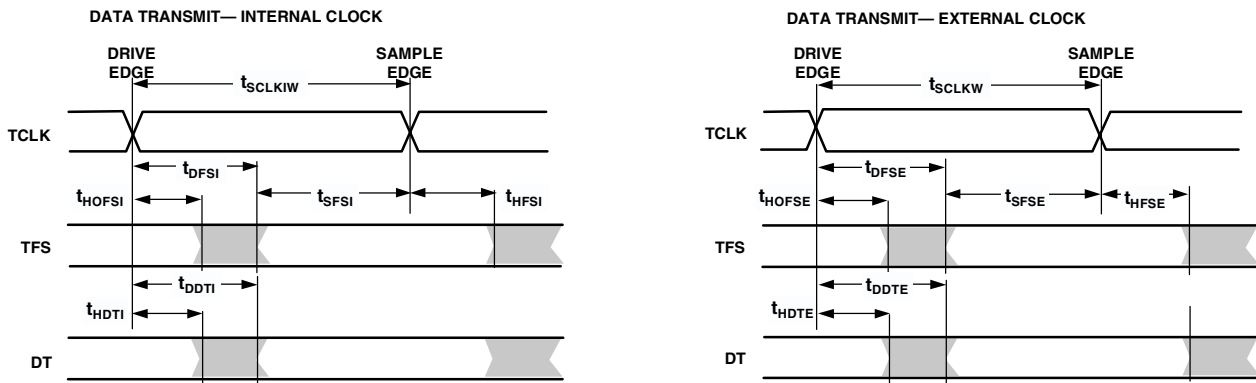 DATA TRANSMIT— INTERNAL CLOCK
DRIVE
EDGE
SAMPLE
EDGE
tSCLKIW
TCLK
tDFSI
tHOFSI
tSFSI
tHFSI
TFS
tDDTI
tHDTI
DT
DATA TRANSMIT— EXTERNAL CLOCK
DRIVE
EDGE
SAMPLE
EDGE
tSCLKW
TCLK
tDFSE
tHOFSE
tSFSE
tHFSE
TFS
tDDTE
tHDTE
DT